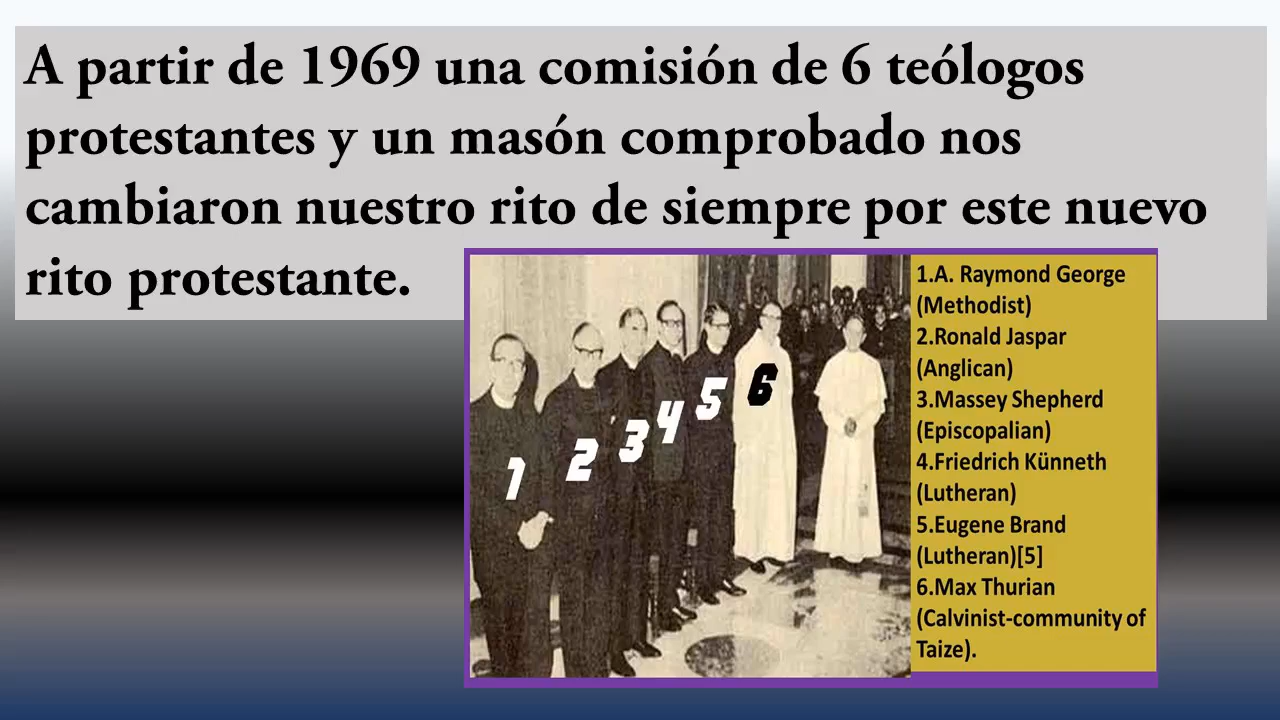 A partir de 1969 una comisión de 6 teólogos
protestantes y un masón comprobado nos
cambiaron nuestro rito de siempre por este nuevo
rito protestante.
1.A. Raymond George
(Methodist)
2.Ronald Jaspar
(Anglican)
3.Massey Shepherd
(Episcopalian)
4.Friedrich Künneth
(Lutheran)
5.Eugene Brand
(Lutheran)[5]
6.Max Thurian
(Calvinist-community of
Taize).
1
2
3
4
5
6